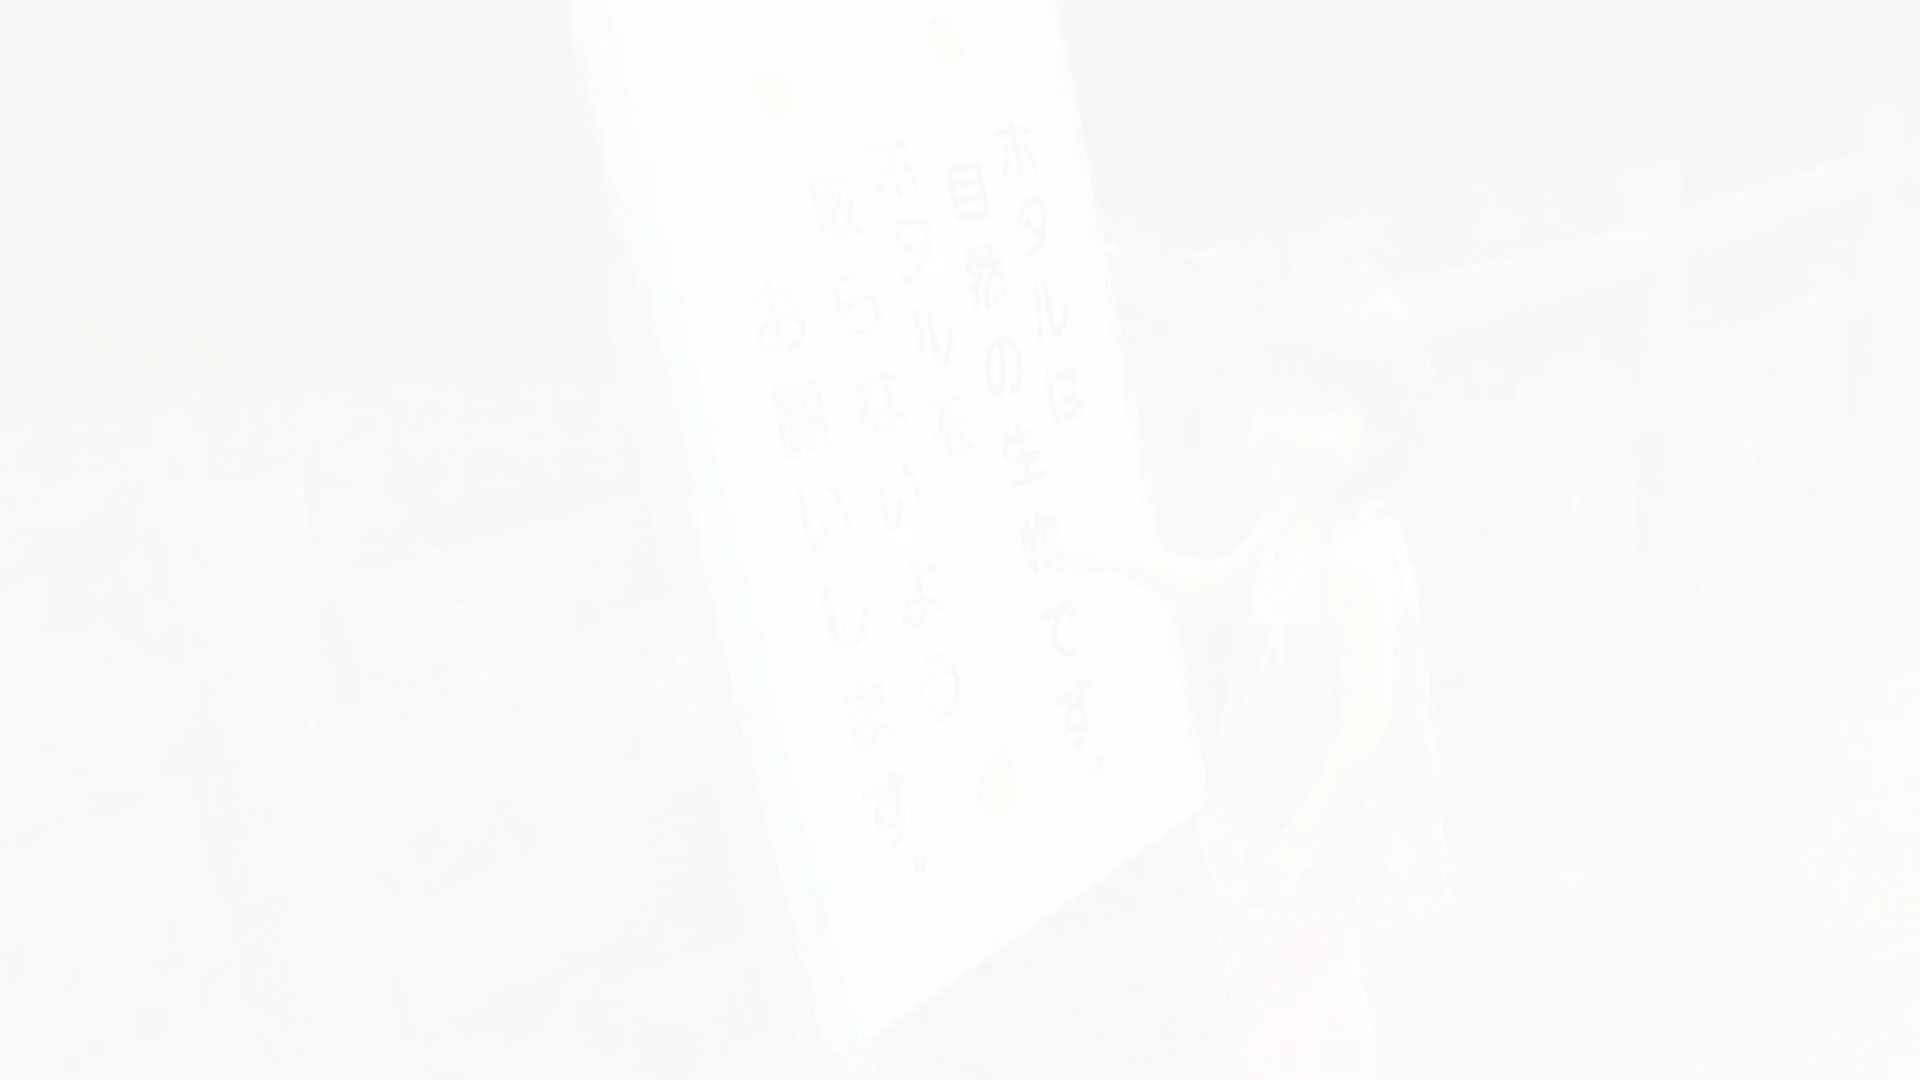 ホタルは
自然の生物です。
ホタルを
取らないよう
お願いします。